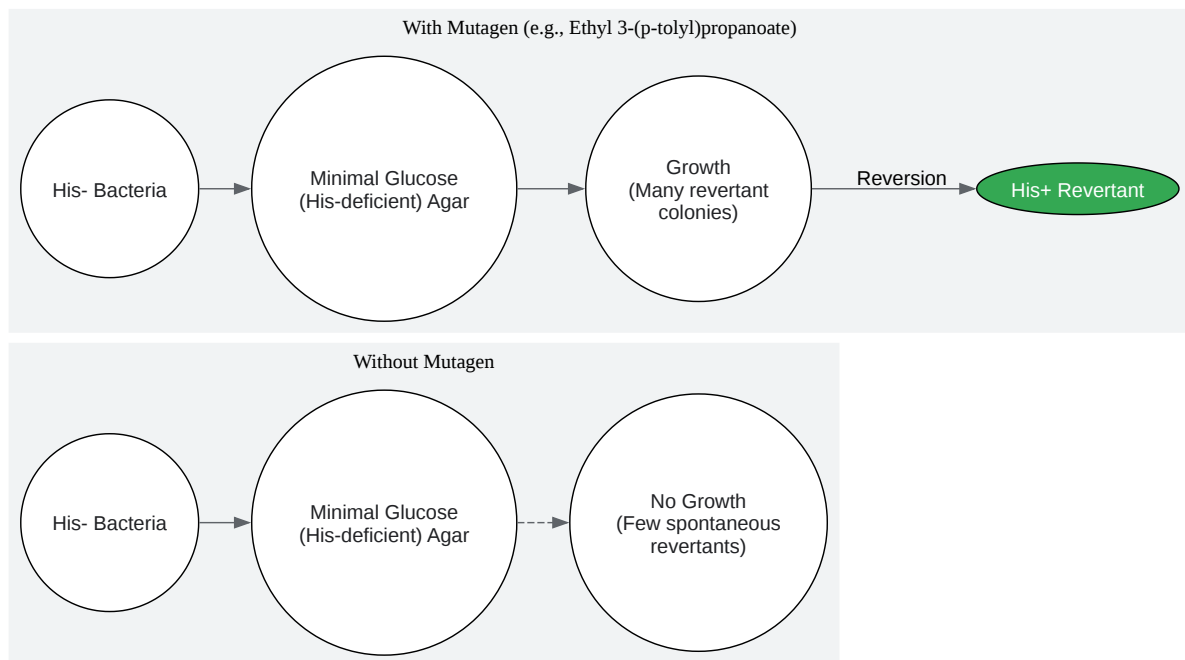 With Mutagen (e.g., Ethyl 3-(p-tolyl)propanoate)
His- Bacteria
Minimal Glucose
(His-deficient) Agar
Growth
(Many revertant
colonies)
Reversion
His+ Revertant
Without Mutagen
His- Bacteria
Minimal Glucose
(His-deficient) Agar
No Growth
(Few spontaneous
revertants)